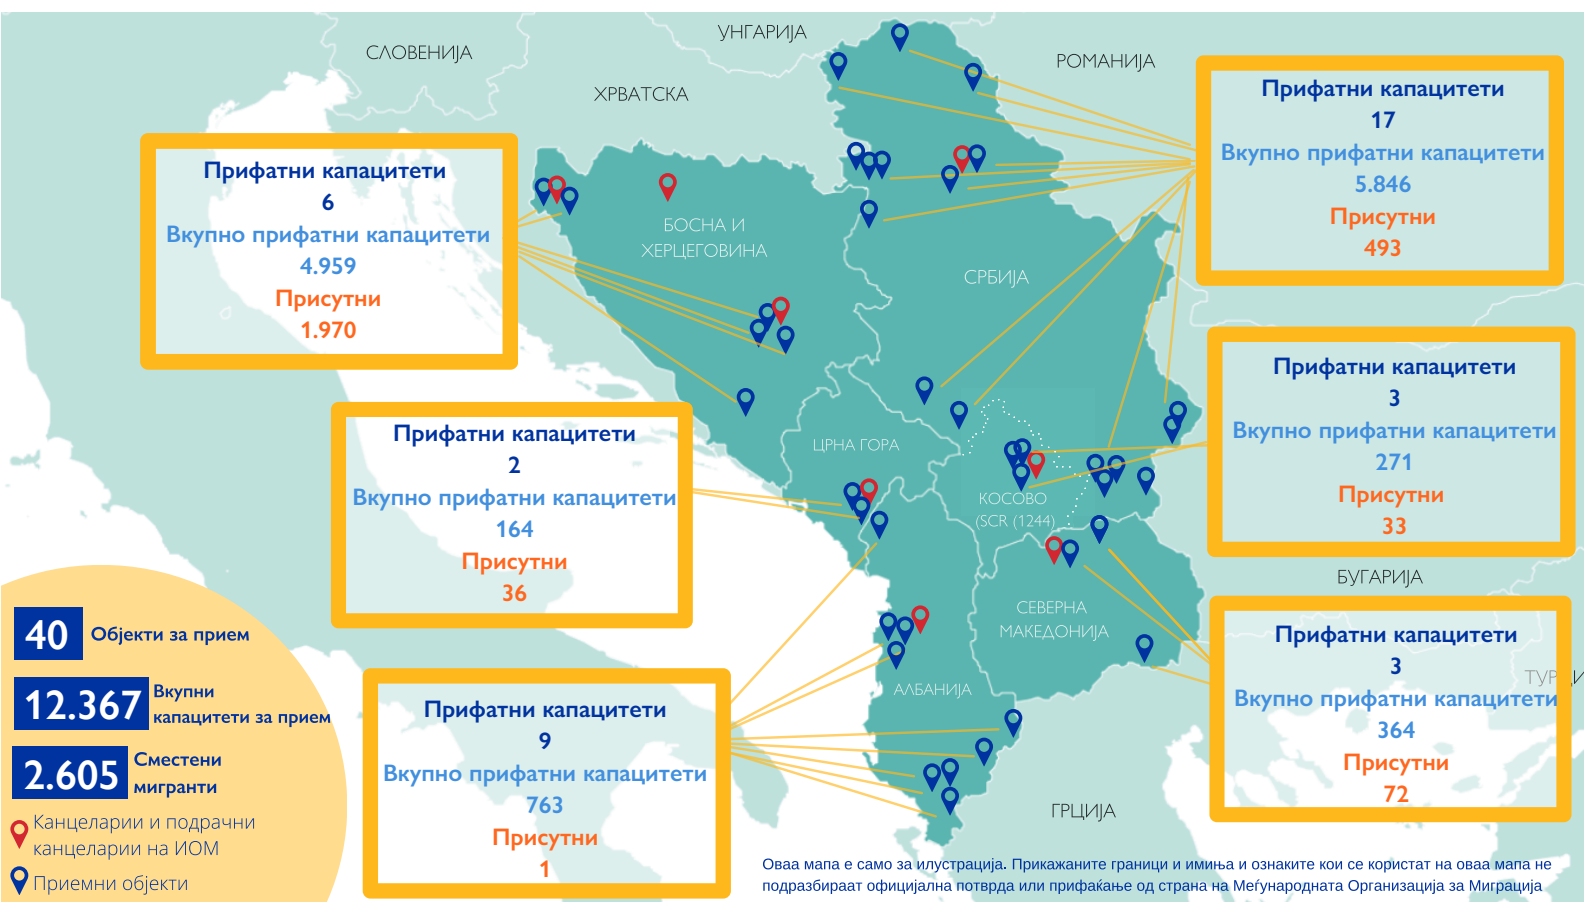 СЛОВЕНИЈА
УНГАРИЈА
РОМАНИЈА
ХРВАТСКА
Прифатни капацитети
17
Вкупно прифатни капацитети
5.846
Присутни
493
Прифатни капацитети
6
Вкупно прифатни капацитети
4.959
Присутни
1.970
БОСНА И
ХЕРЦЕГОВИНА
СРБИЈА
Прифатни капацитети
3
Вкупно прифатни капацитети
271
Присутни
33
Прифатни капацитети
2
Вкупно прифатни капацитети
164
Присутни
36
ЦРНА ГОРА
КОСОВО
(SCR (1244)
БУГАРИЈА
СЕВЕРНА
МАКЕДОНИЈА
Прифатни капацитети
3
Вкупно прифатни капацитети
364
Присутни
72
АЛБАНИЈА
Прифатни капацитети
9
Вкупно прифатни капацитети
763
Присутни
1
ГРЦИЈА
40
Објекти за прием
12.367
Вкупни
капацитети за прием
2.605
Сместени
мигранти
Канцеларии и подрачни
канцеларии на ИОМ
Приемни објекти
Оваа мапа е само за илустрација. Прикажаните граници и имиња и ознаките кои се користат на оваа мапа не
подразбираат официјална потврда или прифаќање од страна на Меѓународната Организација за Миграција